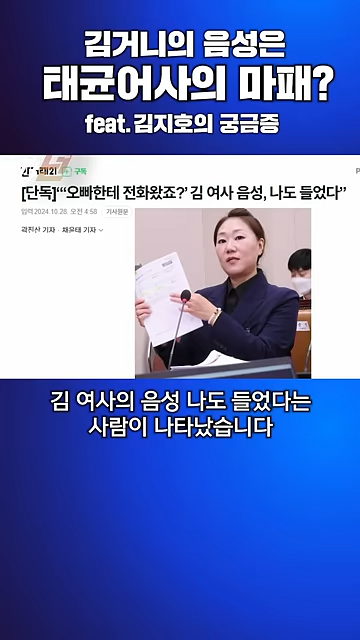 김거니의 음성은
태균어사의 마패?
feat.김지호의 궁금증
구독
[단독]“‘오빠한테 전화왔죠?’ 김 여사 음성, 나도 들었다”
입력 2024.10.28. 오전 4:58 기사원문
곽진산 기자 · 채윤태 기자
김 여사의 음성 나도 들었다는
사람이 나타났습니다